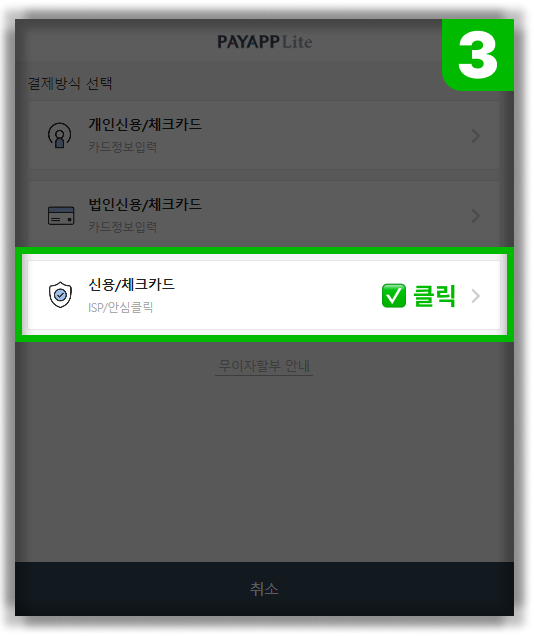 3
PAYAPP Lite
결제방식 선택
개인신용/체크카드
카드정보입력
법인신용/체크카드
카드정보입력
신용/체크카드
ISP/안심클릭
✅ 클릭
무이자할부 안내
취소